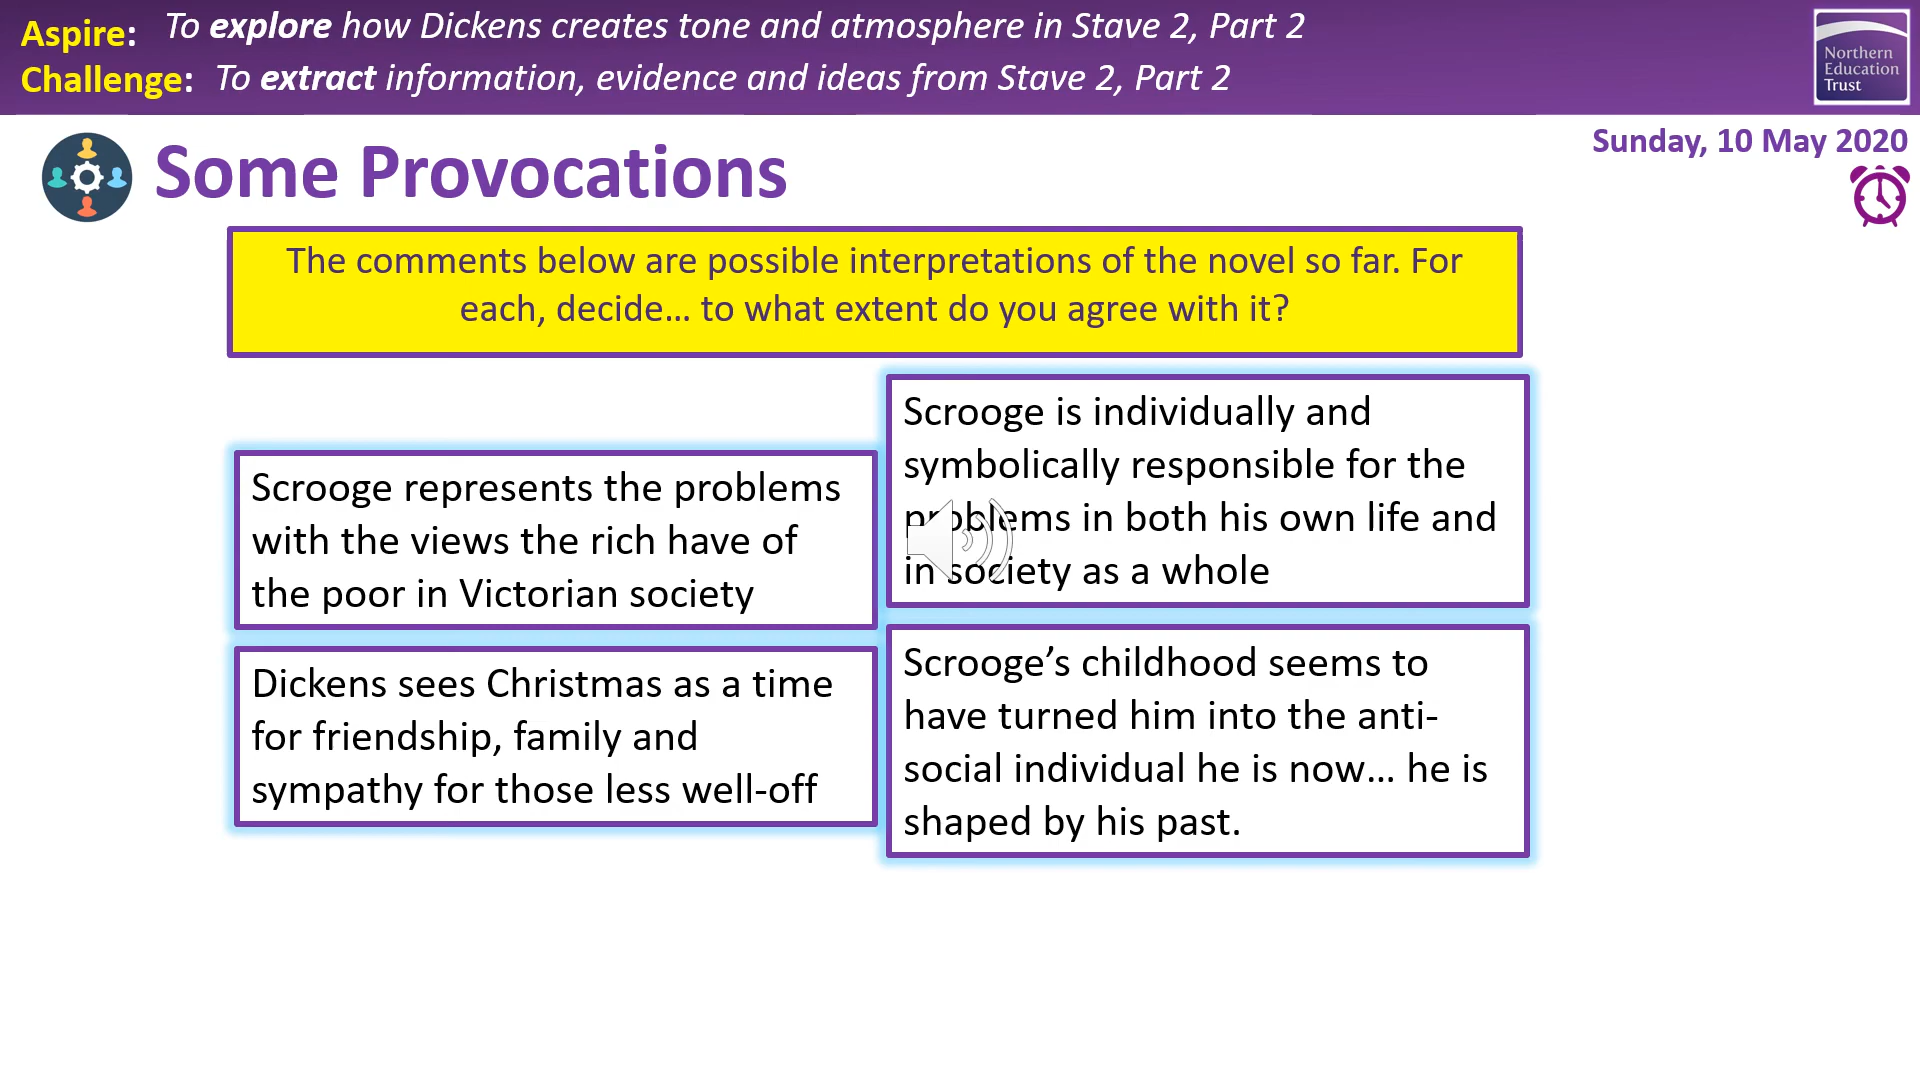 Aspire: To explore how Dickens creates tone and atmosphere in Stave 2, Part 2
Challenge: To extract information, evidence and ideas from Stave 2, Part 2
Northern
Education
Trust
Sunday, 10 May 2020
Some Provocations
The comments below are possible interpretations of the novel so far. For
each, decide... to what extent do you agree with it?
Scrooge represents the problems
with the views the rich have of
the poor in Victorian society
Scrooge is individually and
symbolically responsible for the
problems in both his own life and
in society as a whole
Dickens sees Christmas as a time
for friendship, family and
sympathy for those less well-off
Scrooge’s childhood seems to
have turned him into the anti-
social individual he is now... he is
shaped by his past.